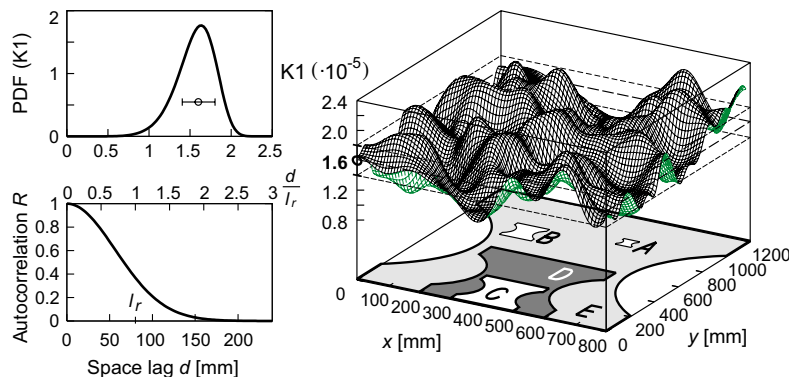 PDF (K1)
2
1
0
0 0.5 1 1.5 2 2.5
Autocorrelation R
0 0.5 1 1.5 2 2.5 3 d/lr
1
0.8
0.6
0.4
0.2
0
lr
0 50 100 150 200
Space lag d [mm]
K1 (·10-5)
2.4
2.0
1.6
1.2
0.8
B
A
D
C
E
0 100 200 300 400 500 600 700 800
x [mm]
0 200 400 600 800 1000 1200
y [mm]